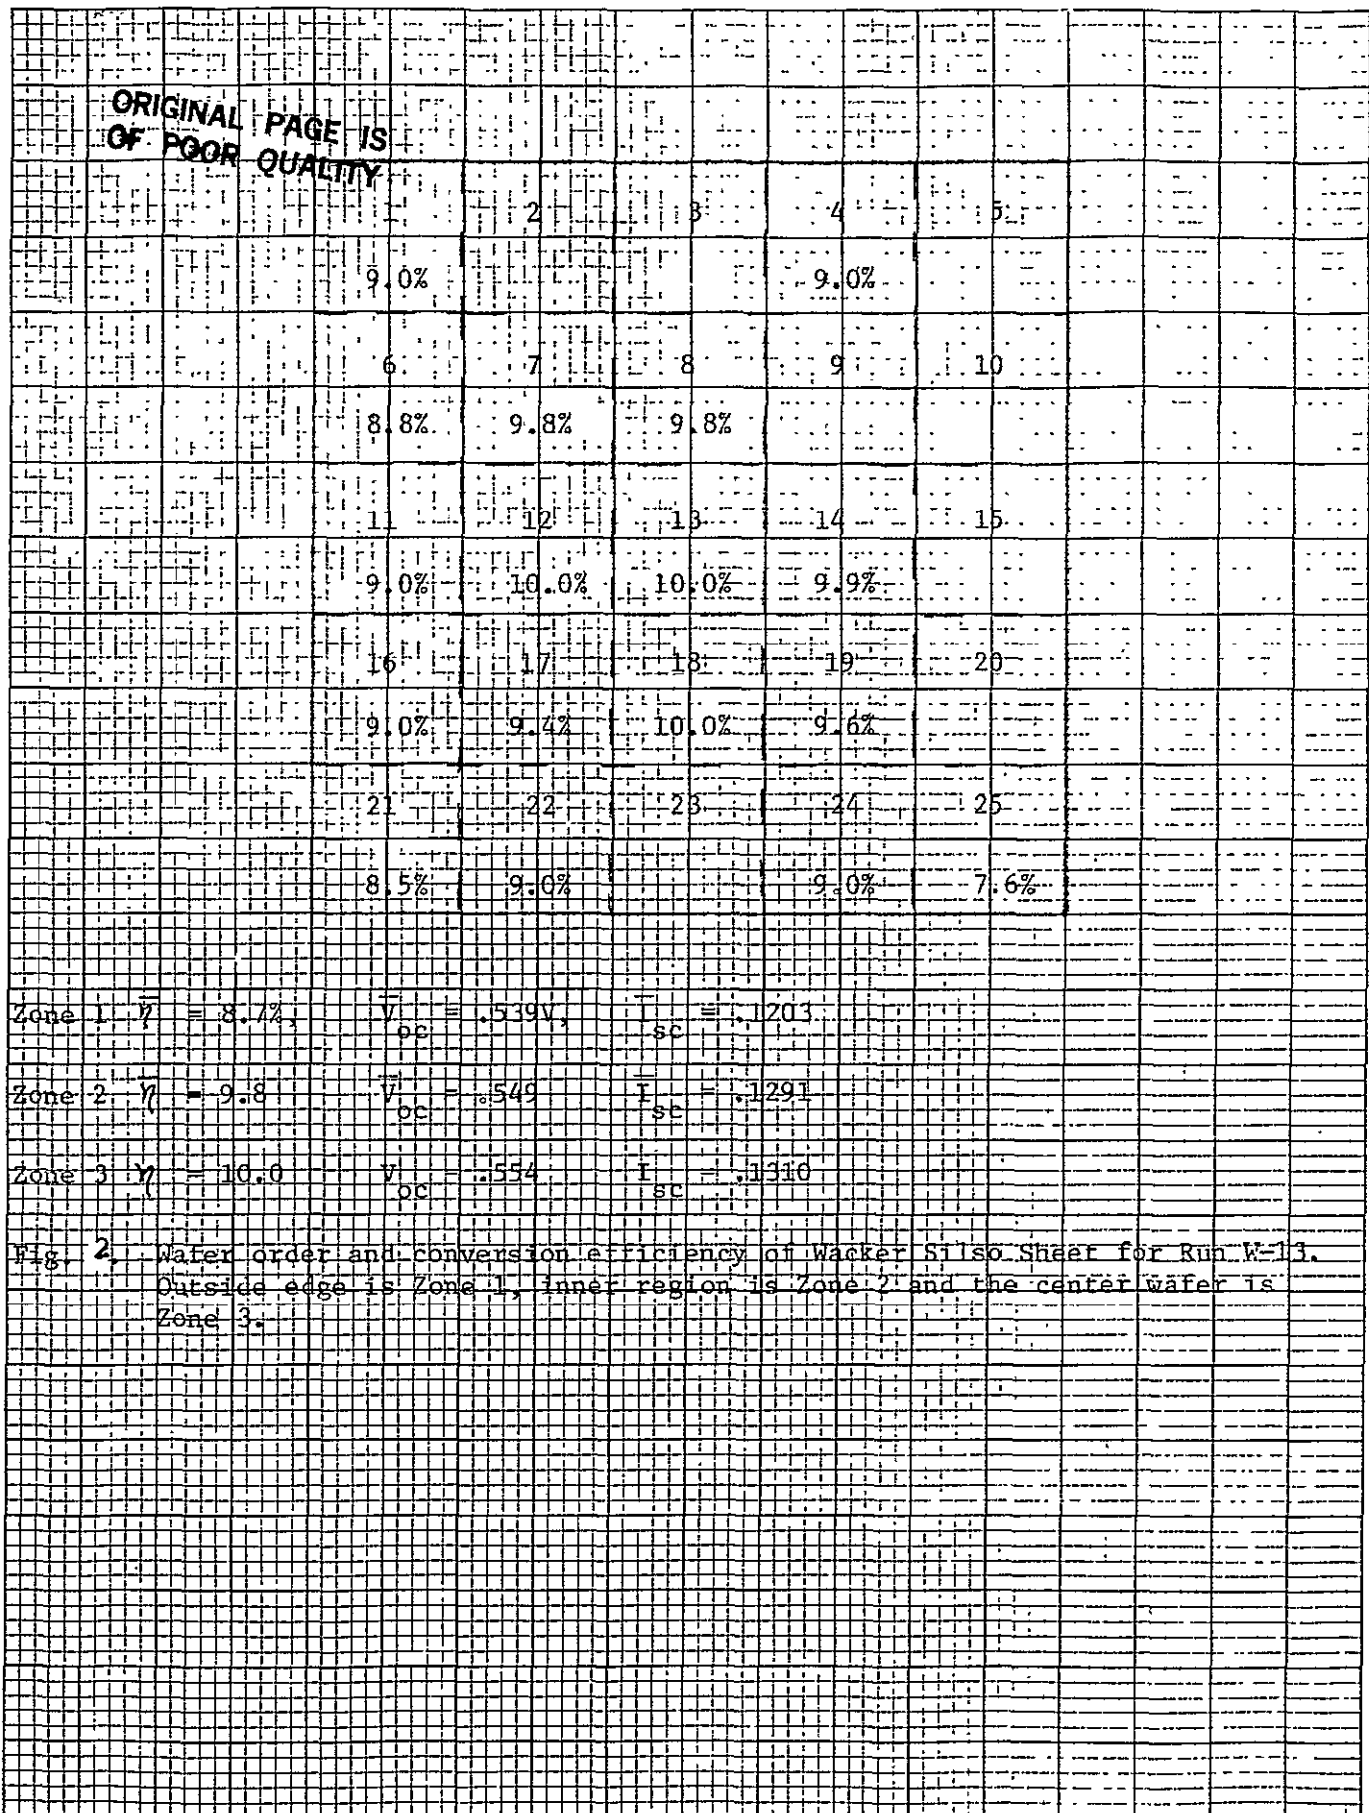 ORIGINAL PAGE IS
OF POOR QUALITY
2 3 4 5
9.0% 9.0%
6 7 8 9 10
8.8% 9.8% 9.8%
11 12 13 14 15
9.0% 10.0% 10.0% 9.9%
16 17 18 19 20
9.0% 9.4% 10.0% 9.6%
21 22 23 24 25
8.5% 9.0% 9.0% 7.6%
Zone 1 η̅ = 8.7%, V̅oc = .539V, I̅sc = .1203
Zone 2 η̅ = 9.8 V̅oc = .549 I̅sc = .1291
Zone 3 η = 10.0 Voc = .554 Isc = .1310
Fig. 2. Wafer order and conversion efficiency of Wacker Silso Sheet for Run W-13.
Outside edge is Zone 1, inner region is Zone 2 and the center wafer is
Zone 3.